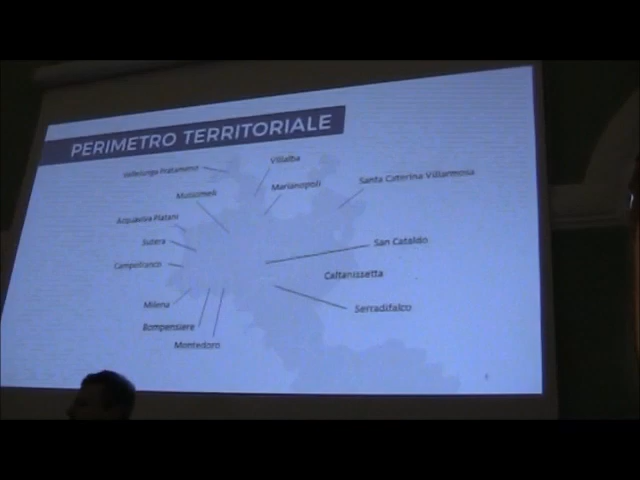 PERIMETRO TERRITORIALE
Vallelunga Pratameno
Villalba
Mussomeli
Marianopoli
Santa Caterina Villarmosa
Acquaviva Platani
Sutera
San Cataldo
Campofranco
Caltanissetta
Milena
Serradifalco
Bompensiere
Montedoro